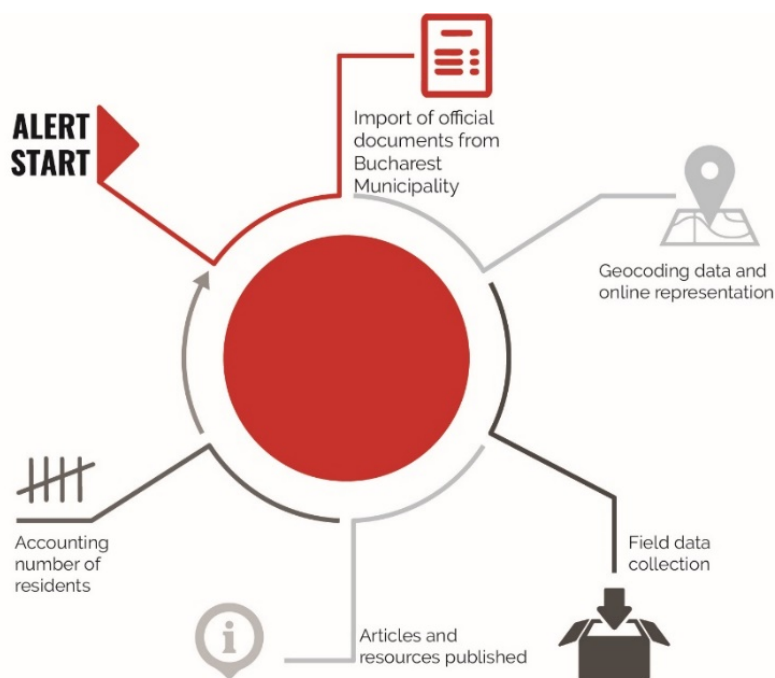 ALERT
START
Import of official
documents from
Bucharest
Municipality
Geocoding data and
online representation
Field data
collection
Articles and
resources published
Accounting
number of
residents